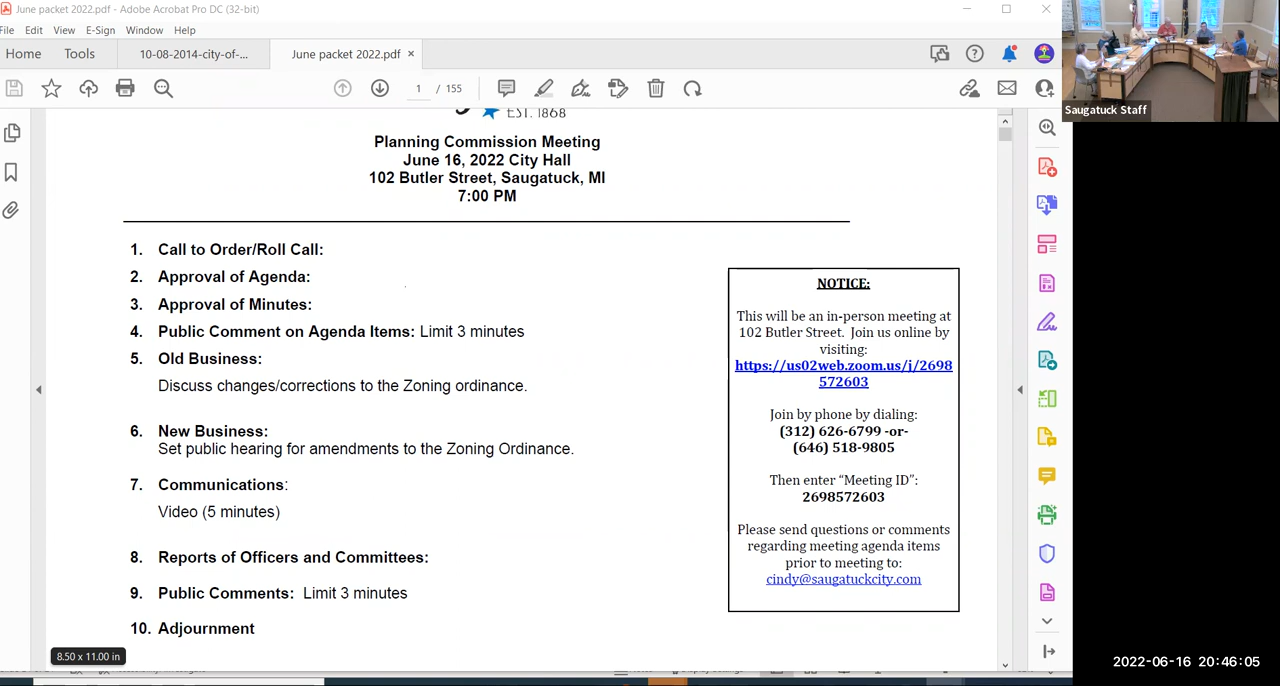 June packet 2022.pdf - Adobe Acrobat Pro DC (32-bit)
File Edit View E-Sign Window Help
Home Tools 10-08-2014-city-of-... June packet 2022.pdf ×
1 / 155
EST. 1868
Planning Commission Meeting
June 16, 2022 City Hall
102 Butler Street, Saugatuck, MI
7:00 PM
1. Call to Order/Roll Call:
2. Approval of Agenda:
3. Approval of Minutes:
4. Public Comment on Agenda Items: Limit 3 minutes
5. Old Business:
Discuss changes/corrections to the Zoning ordinance.
6. New Business:
Set public hearing for amendments to the Zoning Ordinance.
7. Communications:
Video (5 minutes)
8. Reports of Officers and Committees:
9. Public Comments: Limit 3 minutes
10. Adjournment
NOTICE:
This will be an in-person meeting at
102 Butler Street. Join us online by
visiting:
https://us02web.zoom.us/j/2698
572603
Join by phone by dialing:
(312) 626-6799 -or-
(646) 518-9805
Then enter “Meeting ID”:
2698572603
Please send questions or comments
regarding meeting agenda items
prior to meeting to:
cindy@saugatuckcity.com
8.50 x 11.00 in
Saugatuck Staff
2022-06-16 20:46:05